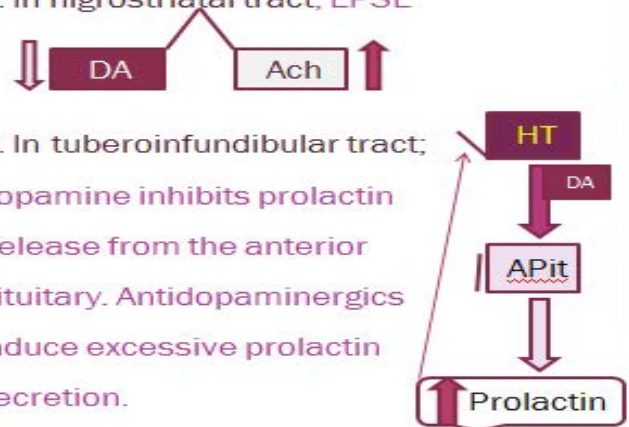 . In nigrostriatal tract; EPSE
DA
Ach
. In tuberoinfundibular tract;
HT
DA
opamine inhibits prolactin
elease from the anterior
APit
ituitary. Antidopaminergics
nduce excessive prolactin
ecretion.
Prolactin